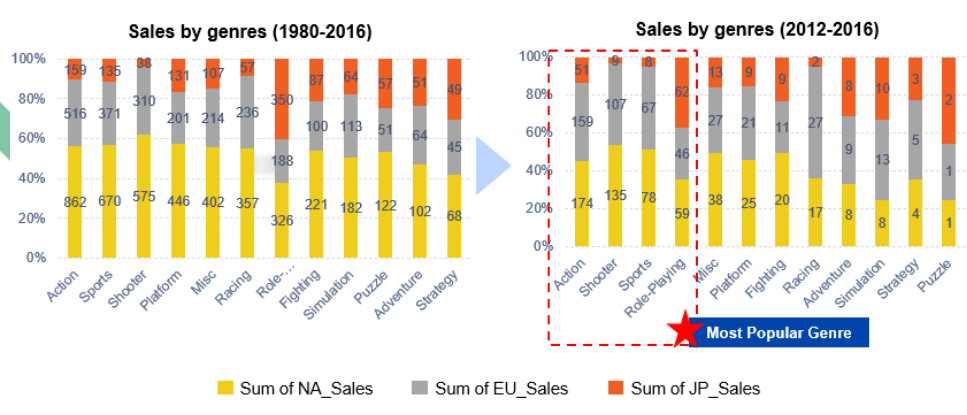 Sales by genres (1980-2016)
100%
80%
60%
40%
20%
0%
159 135 38 131 107 57 350 87 64 57 51 49
516 371 310 201 214 236 188 100 113 51 64 45
862 670 575 446 402 357 326 221 182 122 102 68
Action Sports Shooter Platform Misc Racing Role-... Fighting Simulation Puzzle Adventure Strategy
Sales by genres (2012-2016)
100%
80%
60%
40%
20%
0%
51 9 8 62 13 9 9 2 8 10 3 2
159 107 67 46 27 21 11 27 9 13 5 1
174 135 78 59 38 25 20 17 8 8 4 1
Action Shooter Sports Role-Playing Misc Platform Fighting Racing Adventure Simulation Strategy Puzzle
Most Popular Genre
Sum of NA_Sales Sum of EU_Sales Sum of JP_Sales